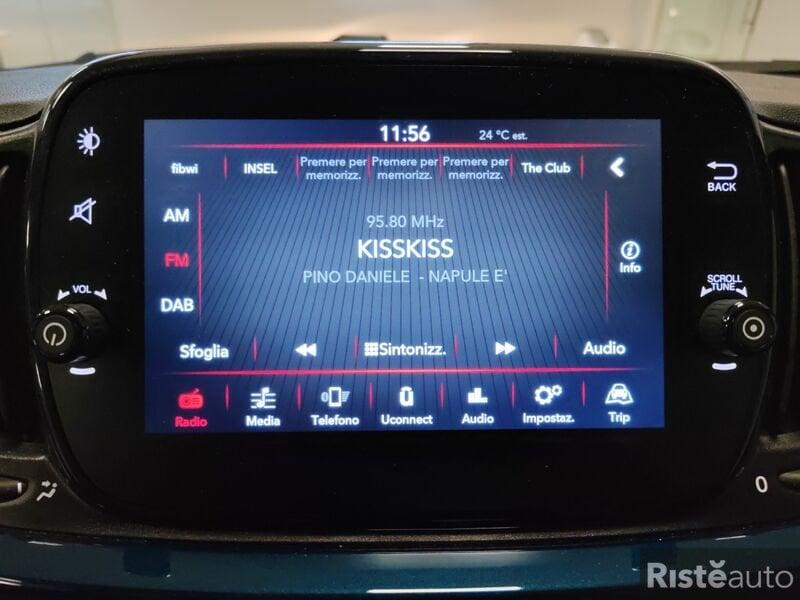 11:56 24 °C est.
fibwi INSEL Premere per memorizz. Premere per memorizz. Premere per memorizz. The Club
BACK
AM
95.80 MHz
KISSKISS
FM
Info
PINO DANIELE - NAPULE E'
VOL
SCROLL
TUNE
DAB
Sfoglia Sintonizz. Audio
Radio Media Telefono Uconnect Audio Impostaz. Trip
0
Ristěauto